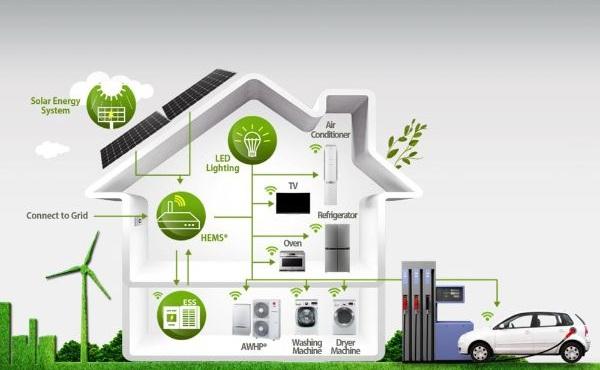 Solar Energy
System
LED
Lighting
Air
Conditioner
TV
Refrigerator
Connect to Grid
HEMS®
Oven
ESS
AWHP®
Washing
Machine
Dryer
Machine